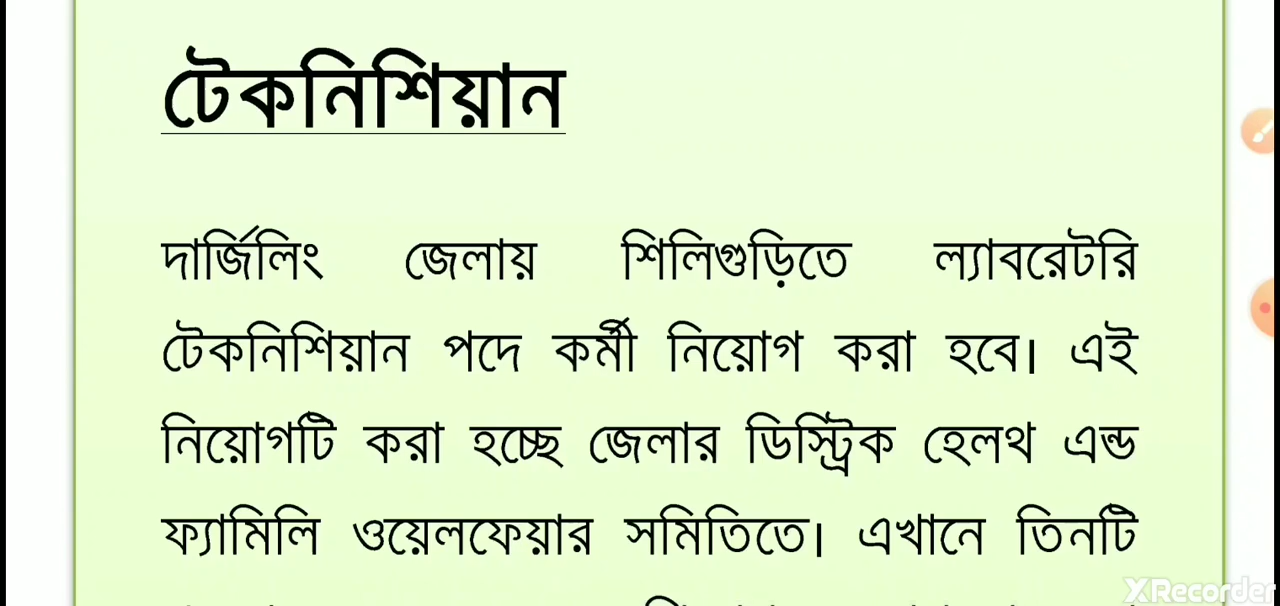 টেকনিশিয়ান
দার্জিলিং জেলায় শিলিগুড়িতে ল্যাবরেটরি
টেকনিশিয়ান পদে কর্মী নিয়োগ করা হবে। এই
নিয়োগটি করা হচ্ছে জেলার ডিস্ট্রিক হেলথ এন্ড
ফ্যামিলি ওয়েলফেয়ার সমিতিতে। এখানে তিনটি
XRecorder